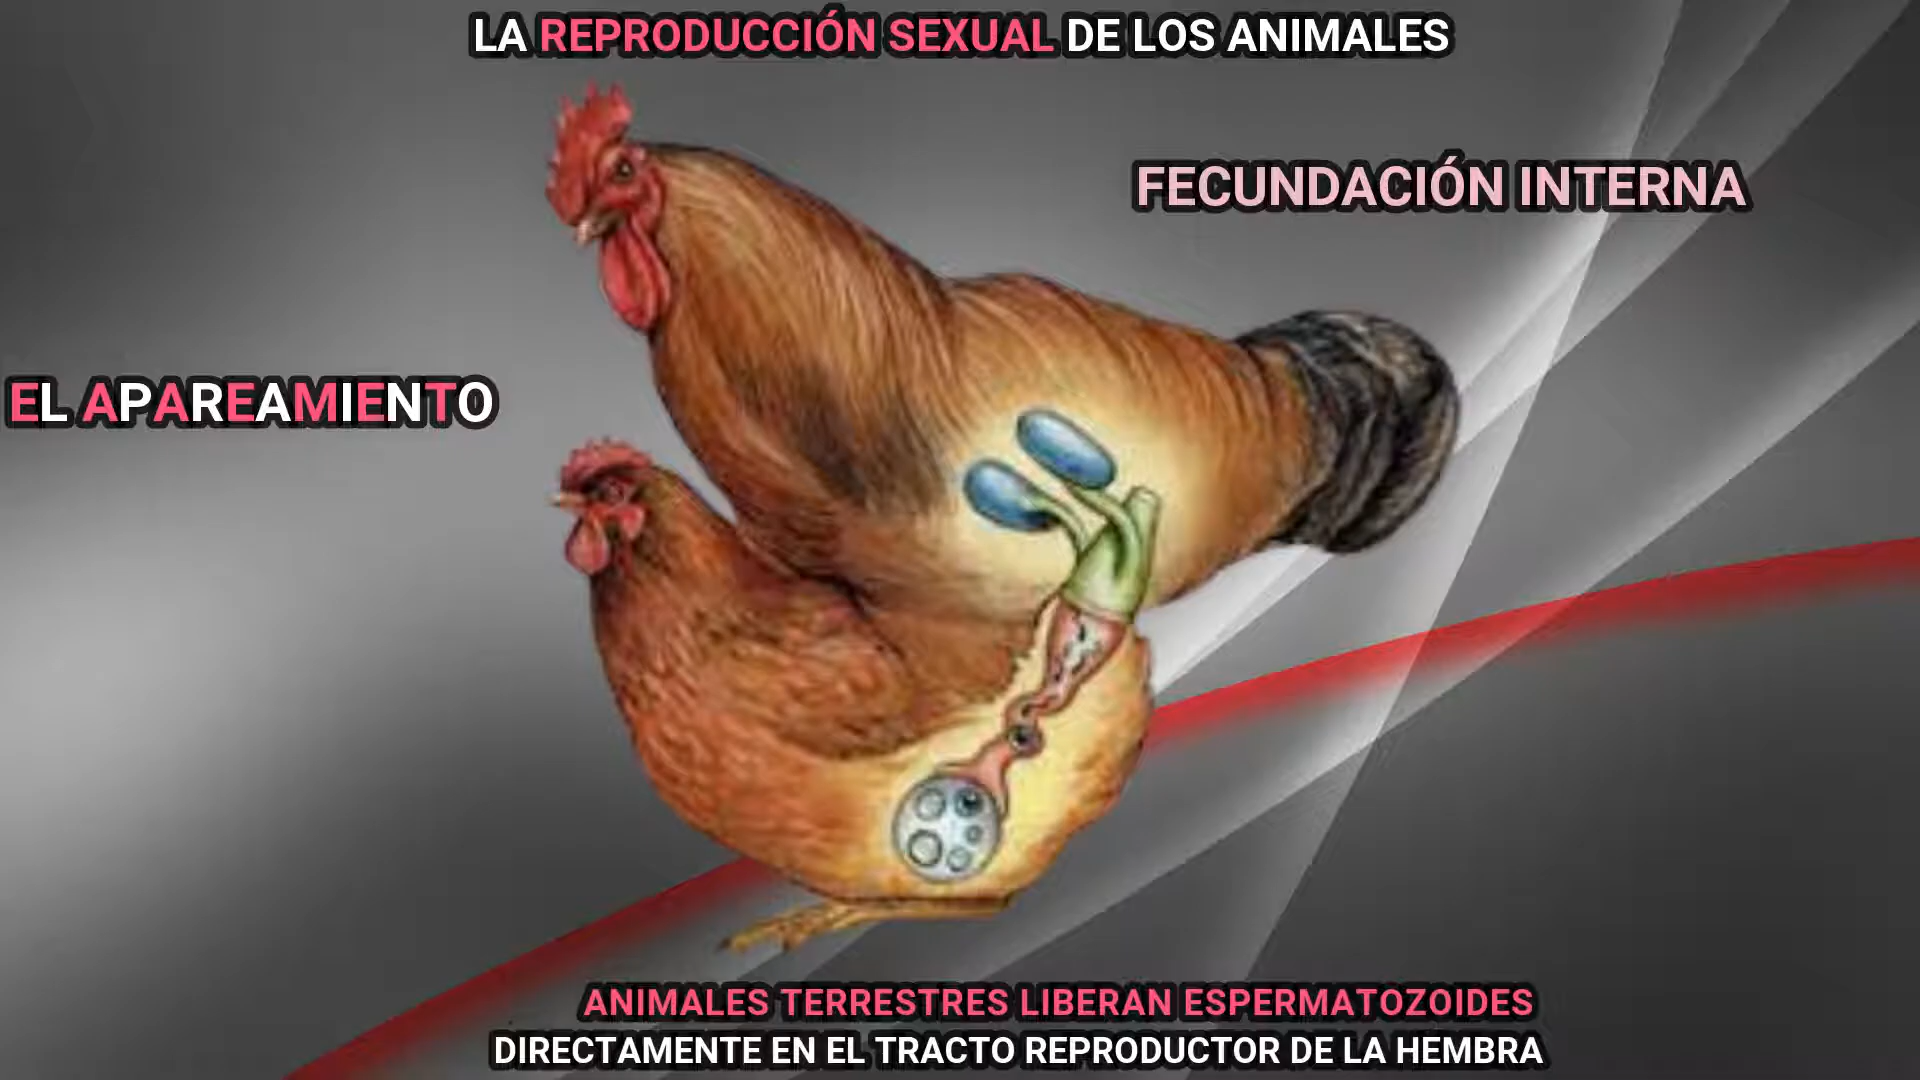 LA REPRODUCCIÓN SEXUAL DE LOS ANIMALES
FECUNDACIÓN INTERNA
EL APAREAMIENTO
ANIMALES TERRESTRES LIBERAN ESPERMATOZOIDES
DIRECTAMENTE EN EL TRACTO REPRODUCTOR DE LA HEMBRA